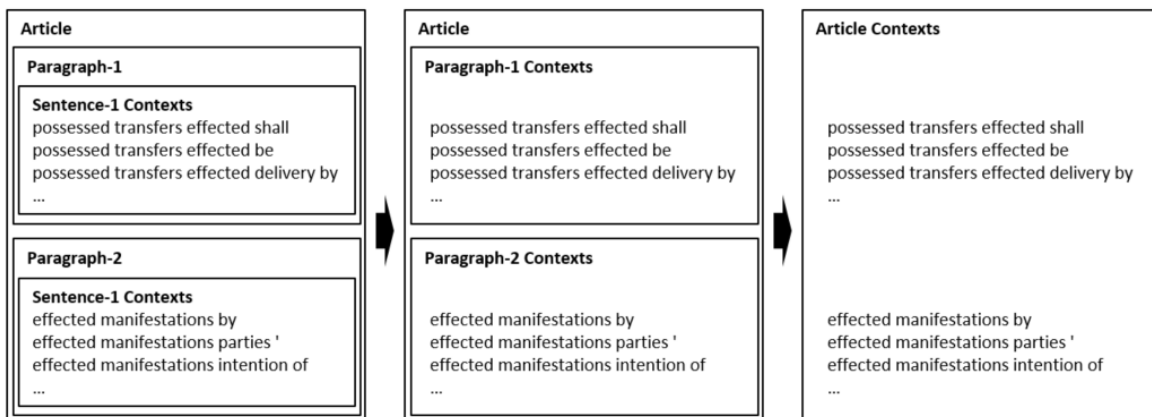 Article
Paragraph-1
Sentence-1 Contexts
possessed transfers effected shall
possessed transfers effected be
possessed transfers effected delivery by
...
Paragraph-2
Sentence-1 Contexts
effected manifestations by
effected manifestations parties '
effected manifestations intention of
...
Article
Paragraph-1 Contexts
possessed transfers effected shall
possessed transfers effected be
possessed transfers effected delivery by
...
Paragraph-2 Contexts
effected manifestations by
effected manifestations parties '
effected manifestations intention of
...
Article Contexts
possessed transfers effected shall
possessed transfers effected be
possessed transfers effected delivery by
...
effected manifestations by
effected manifestations parties '
effected manifestations intention of
...